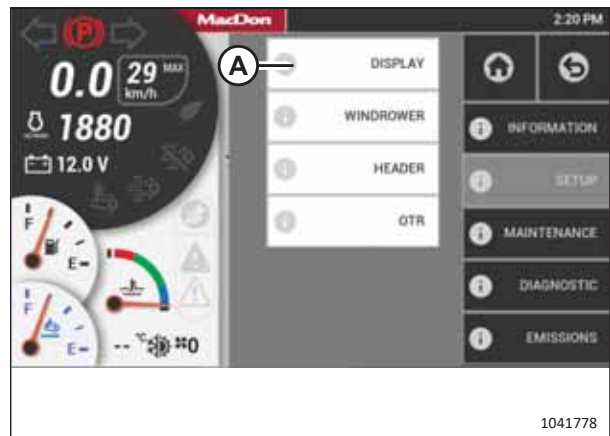 MacDon
2:20 PM
P
0.0
29 MAX
km/h
1880
12.0 V
F
E
F
E
-- °C
0
A
DISPLAY
WINDROWER
HEADER
OTR
INFORMATION
SETUP
MAINTENANCE
DIAGNOSTIC
EMISSIONS
1041778